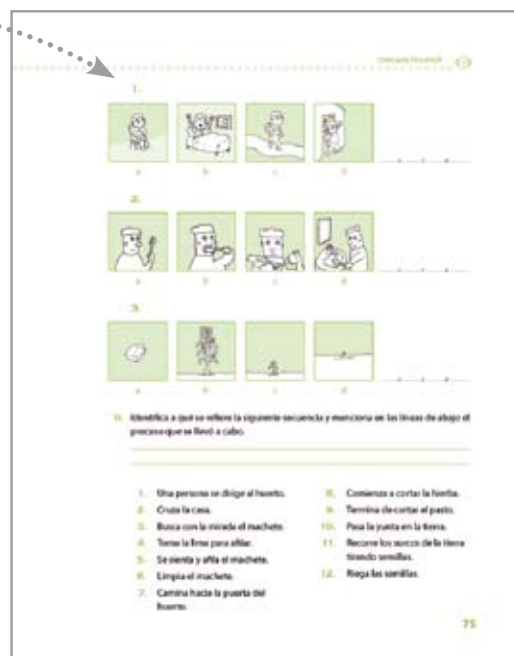 1.
a b c d
2.
a b c d
3.
a b c d
II. Identifica a qué se refiere la siguiente secuencia y menciona en las líneas de abajo el
proceso que se llevó a cabo.
1. Una persona se dirige al huerto.
2. Cruza la casa.
3. Busca con la mirada el machete.
4. Toma la lima para afilar.
5. Se sienta y afila el machete.
6. Limpia el machete.
7. Camina hacia la puerta del
huerto.
8. Comienza a cortar la hierba.
9. Termina de cortar el pasto.
10. Pasa la yunta en la tierra.
11. Recorre los surcos de la tierra
tirando semillas.
12. Riega las semillas.
75